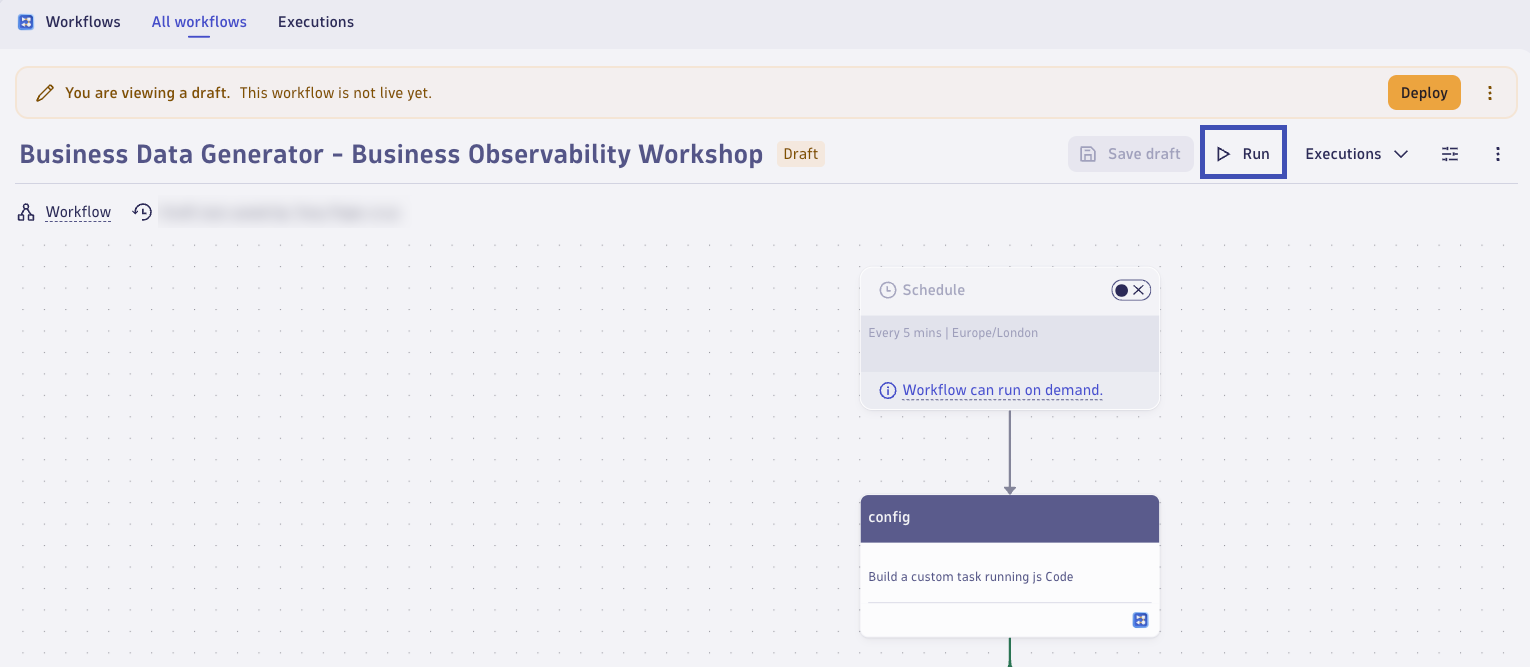 Workflows All workflows Executions
You are viewing a draft. This workflow is not live yet. Deploy
Business Data Generator - Business Observability Workshop Draft Save draft Run Executions
Workflow
Schedule
Every 5 mins | Europe/London
Workflow can run on demand.
config
Build a custom task running js Code